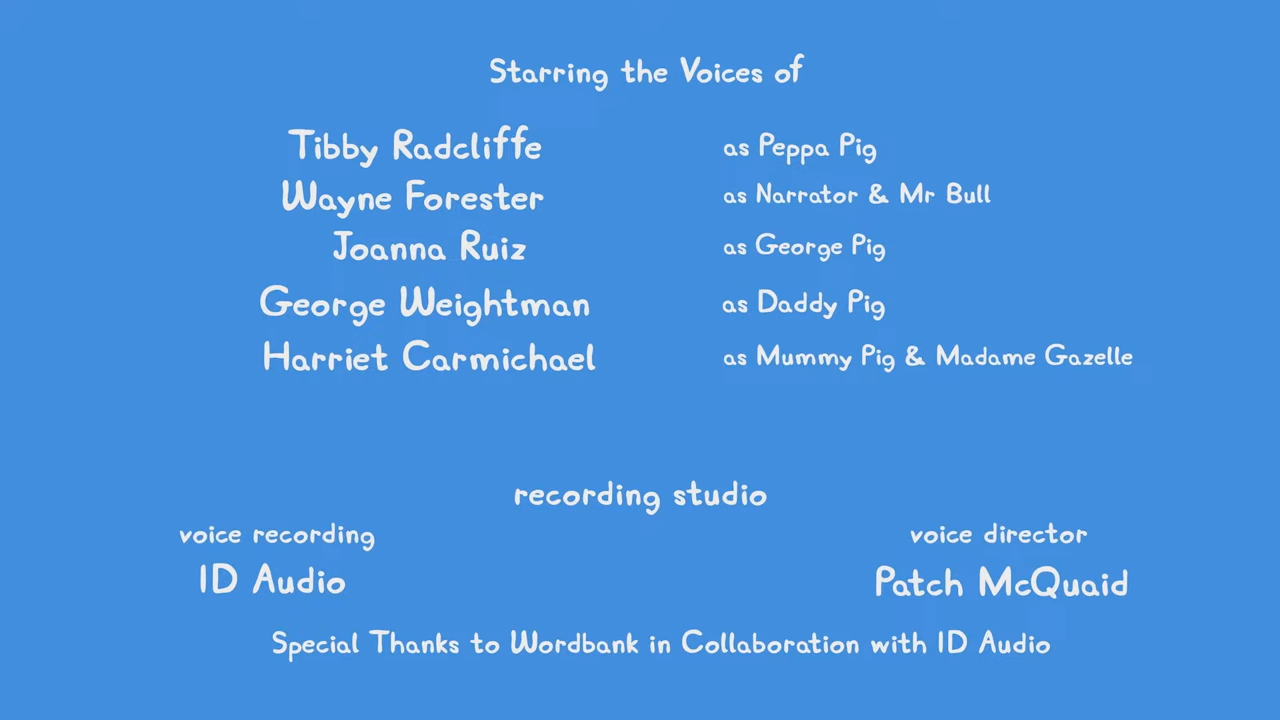 Starring the Voices of
Tibby Radcliffe as Peppa Pig
Wayne Forester as Narrator & Mr Bull
Joanna Ruiz as George Pig
George Weightman as Daddy Pig
Harriet Carmichael as Mummy Pig & Madame Gazelle
recording studio
voice recording voice director
ID Audio Patch McQuaid
Special Thanks to Wordbank in Collaboration with ID Audio